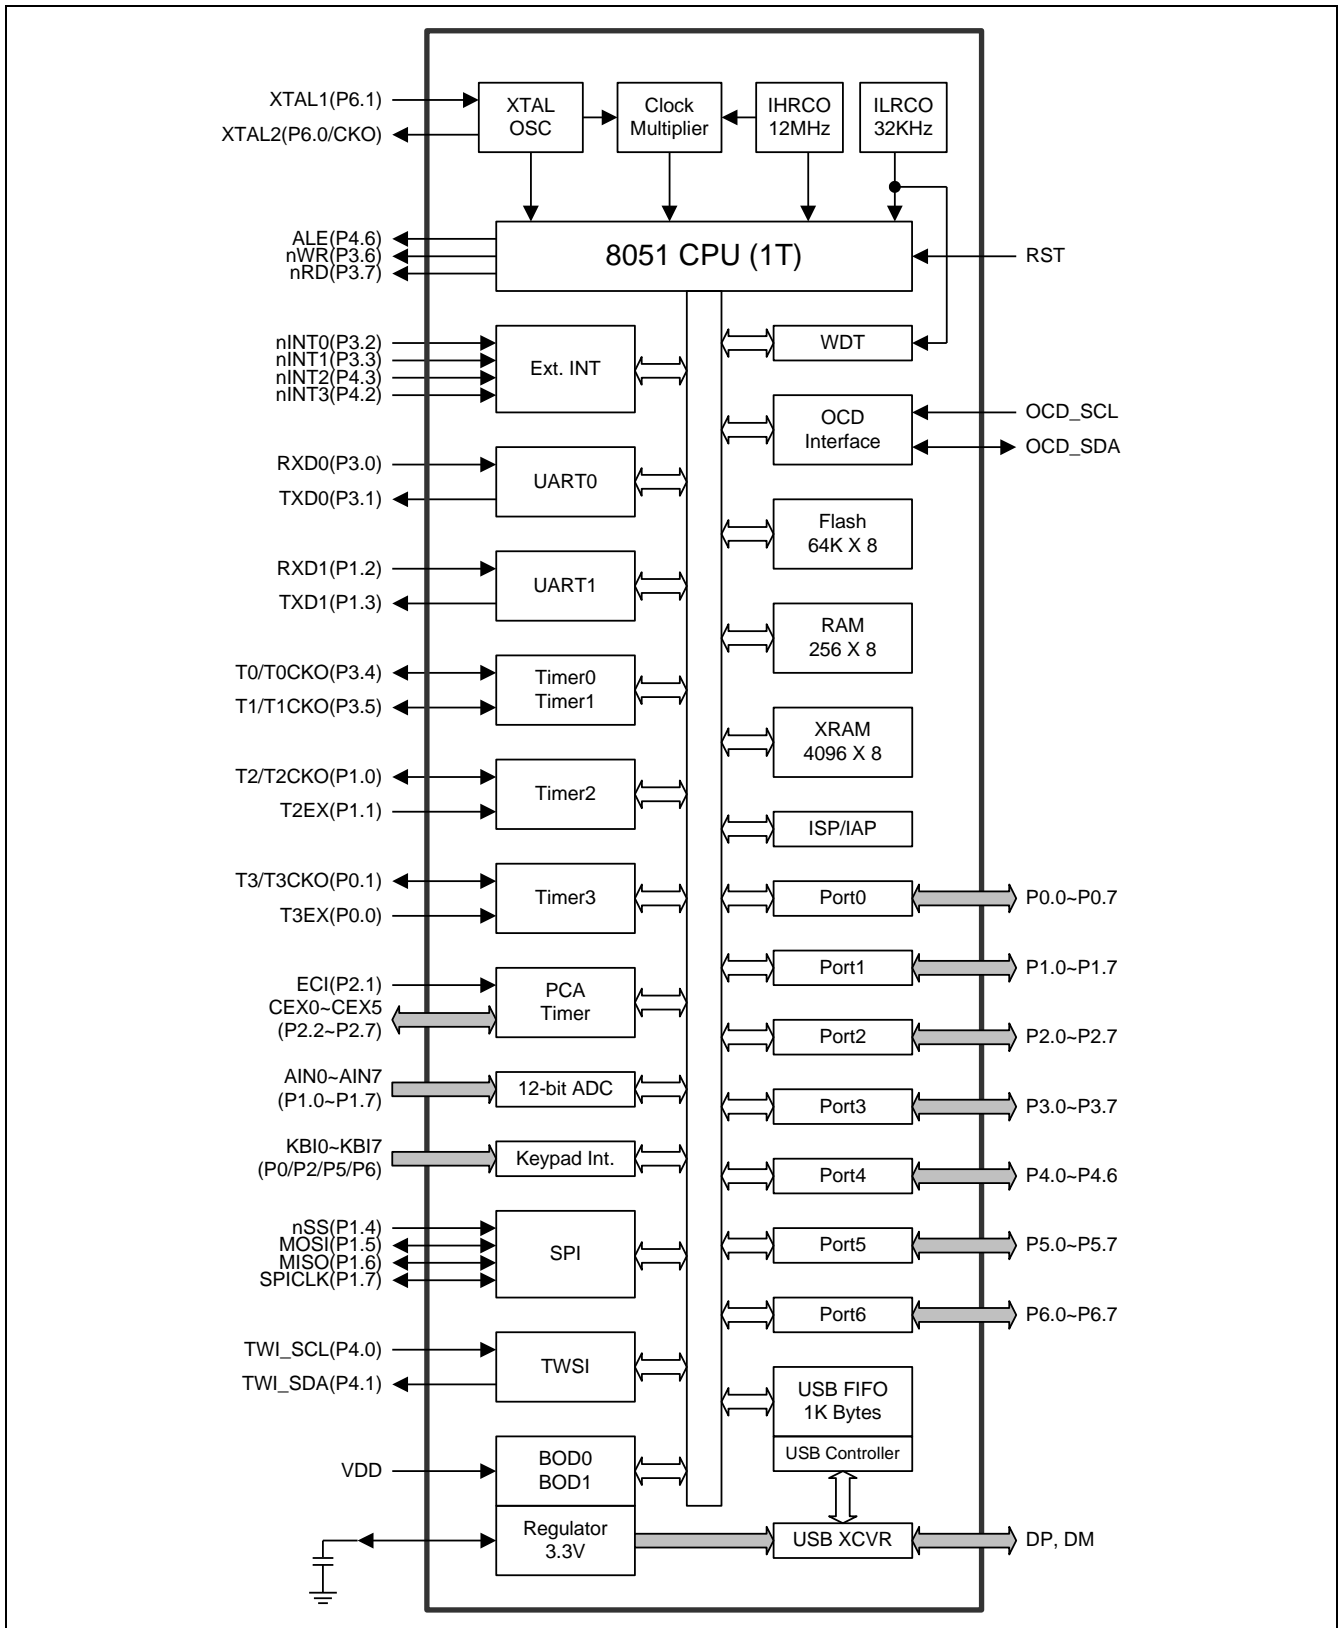 XTAL1(P6.1)
XTAL2(P6.0/CKO)
XTAL
OSC
Clock
Multiplier
IHRCO
12MHz
ILRCO
32KHz
ALE(P4.6)
nWR(P3.6)
nRD(P3.7)
8051 CPU (1T)
RST
nINT0(P3.2)
nINT1(P3.3)
nINT2(P4.3)
nINT3(P4.2)
Ext. INT
WDT
OCD
Interface
OCD_SCL
OCD_SDA
RXD0(P3.0)
TXD0(P3.1)
UART0
Flash
64K X 8
RXD1(P1.2)
TXD1(P1.3)
UART1
RAM
256 X 8
T0/T0CKO(P3.4)
T1/T1CKO(P3.5)
Timer0
Timer1
XRAM
4096 X 8
T2/T2CKO(P1.0)
T2EX(P1.1)
Timer2
ISP/IAP
T3/T3CKO(P0.1)
T3EX(P0.0)
Timer3
Port0
P0.0~P0.7
ECI(P2.1)
CEX0~CEX5
(P2.2~P2.7)
PCA
Timer
Port1
P1.0~P1.7
Port2
P2.0~P2.7
AIN0~AIN7
(P1.0~P1.7)
12-bit ADC
Port3
P3.0~P3.7
KBI0~KBI7
(P0/P2/P5/P6)
Keypad Int.
Port4
P4.0~P4.6
nSS(P1.4)
MOSI(P1.5)
MISO(P1.6)
SPICLK(P1.7)
SPI
Port5
P5.0~P5.7
Port6
P6.0~P6.7
TWI_SCL(P4.0)
TWI_SDA(P4.1)
TWSI
USB FIFO
1K Bytes
USB Controller
VDD
BOD0
BOD1
Regulator
3.3V
USB XCVR
DP, DM